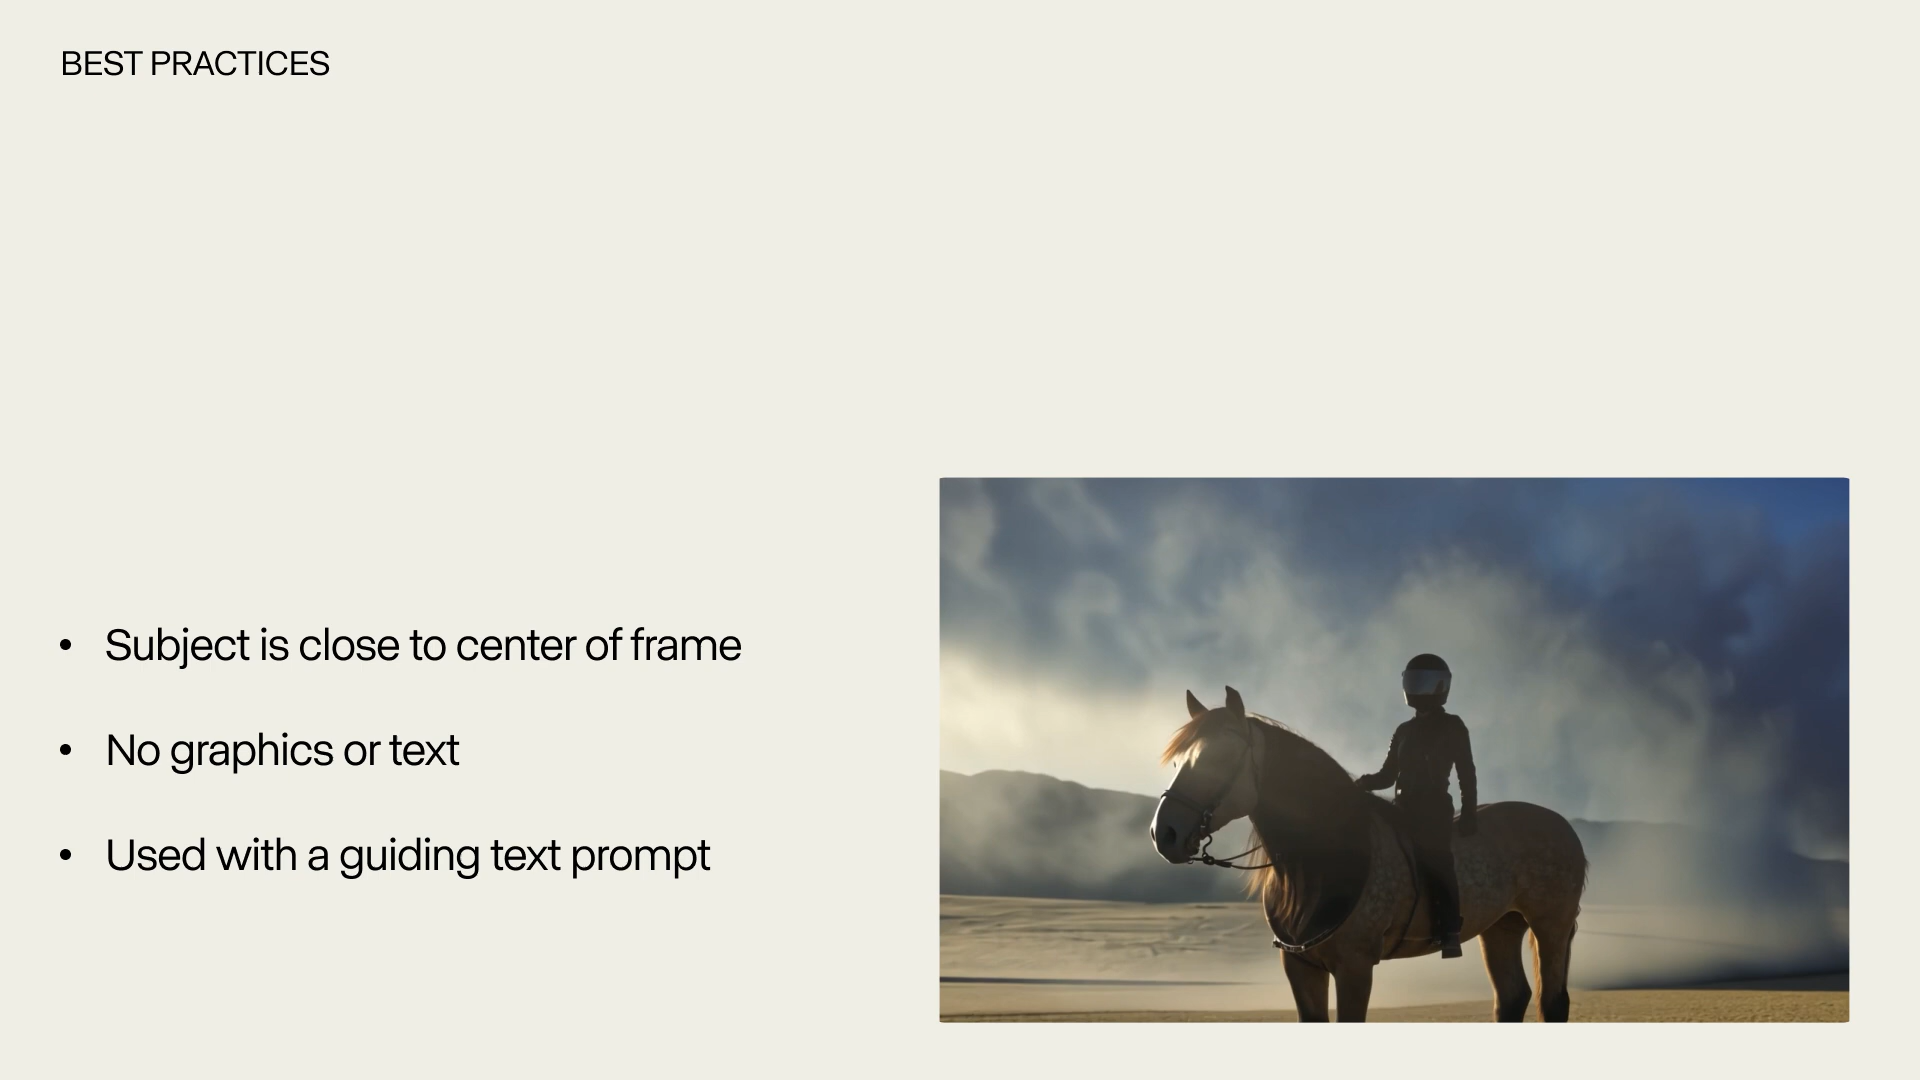 BEST PRACTICES
• Subject is close to center of frame
• No graphics or text
• Used with a guiding text prompt